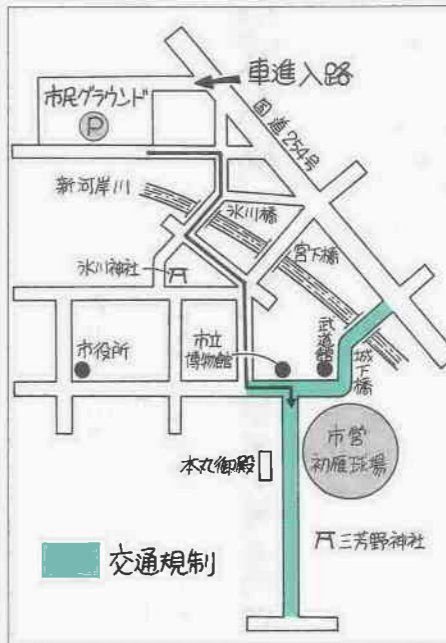 車進入路
市民グラウンド
P
国道254号
新河岸川
氷川橋
宮下橋
氷川神社
市役所
市立
博物館
武道館
城下橋
市営
初雁球場
本丸御殿
三芳野神社
交通規制